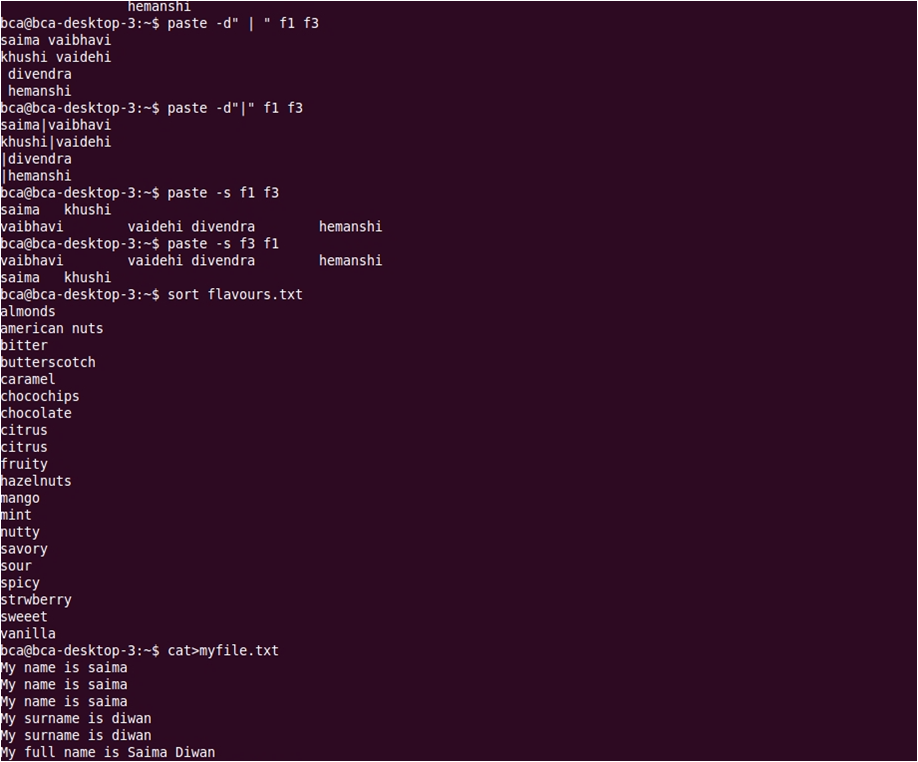 hemanshi
bca@bca-desktop-3:~$ paste -d" | " f1 f3
saima vaibhavi
khushi vaidehi
 divendra
 hemanshi
bca@bca-desktop-3:~$ paste -d"|" f1 f3
saima|vaibhavi
khushi|vaidehi
|divendra
|hemanshi
bca@bca-desktop-3:~$ paste -s f1 f3
saima   khushi
vaibhavi        vaidehi divendra        hemanshi
bca@bca-desktop-3:~$ paste -s f3 f1
vaibhavi        vaidehi divendra        hemanshi
saima   khushi
bca@bca-desktop-3:~$ sort flavours.txt
almonds
american nuts
bitter
butterscotch
caramel
chocochips
chocolate
citrus
citrus
fruity
hazelnuts
mango
mint
nutty
savory
sour
spicy
strwberry
sweeet
vanilla
bca@bca-desktop-3:~$ cat>myfile.txt
My name is saima
My name is saima
My name is saima
My surname is diwan
My surname is diwan
My full name is Saima Diwan